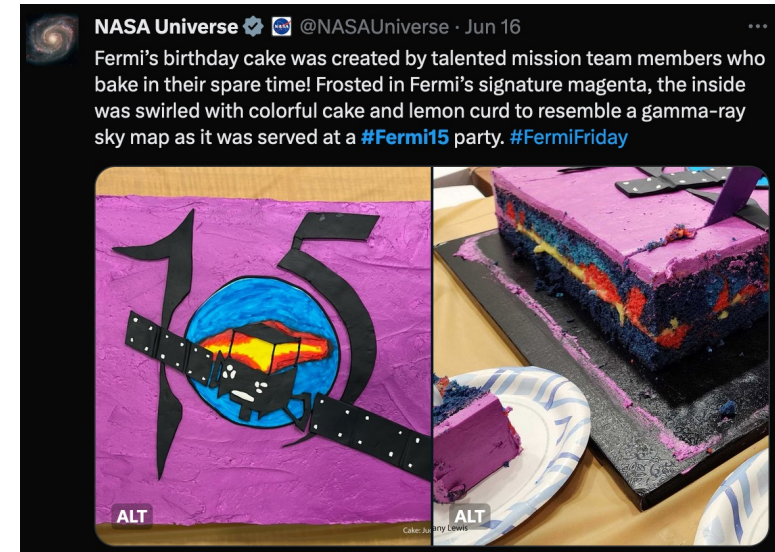 NASA Universe @NASAUniverse · Jun 16
Fermi’s birthday cake was created by talented mission team members who
bake in their spare time! Frosted in Fermi’s signature magenta, the inside
was swirled with colorful cake and lemon curd to resemble a gamma-ray
sky map as it was served at a #Fermi15 party. #FermiFriday
15
ALT
ALT
Cake:
Lewis